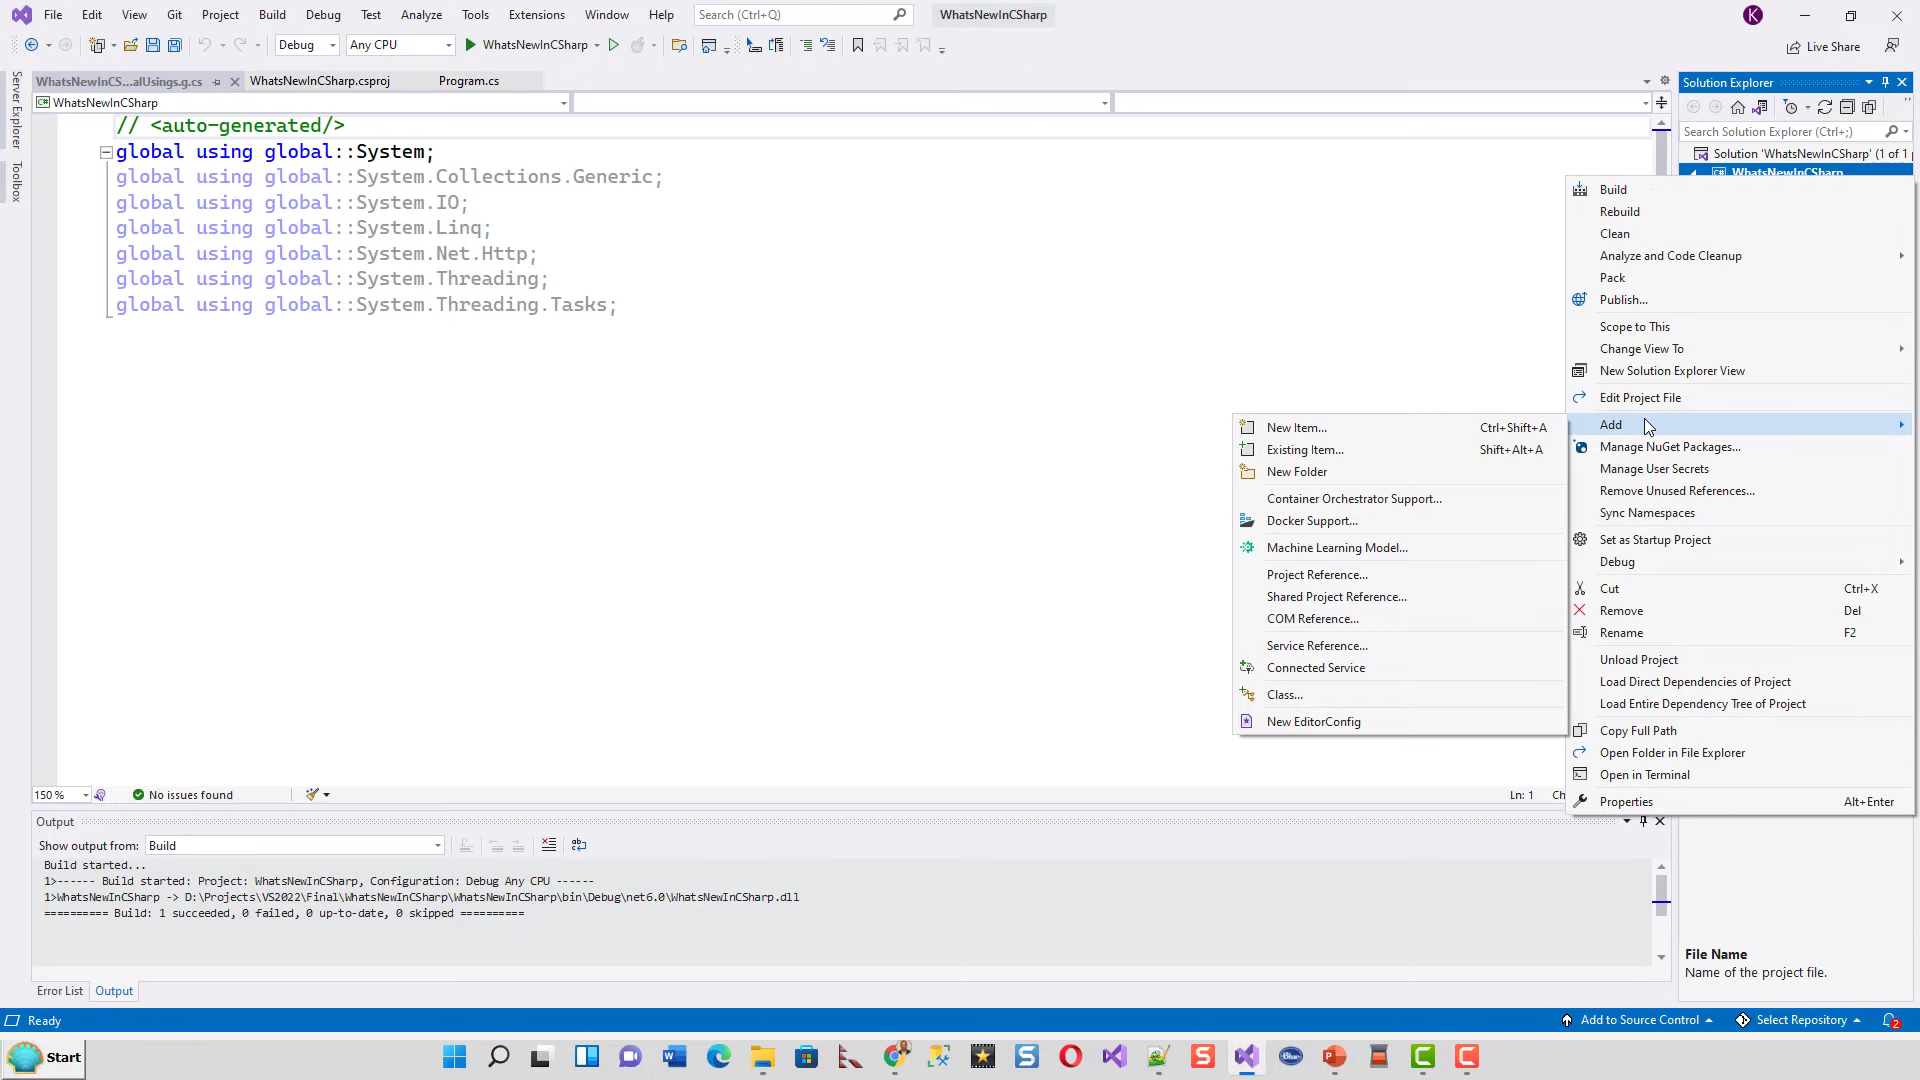 File Edit View Git Project Build Debug Test Analyze Tools Extensions Window Help Search (Ctrl+Q) WhatsNewInCSharp K
Debug Any CPU WhatsNewInCSharp Live Share
WhatsNewInCS...alUsings.g.cs WhatsNewInCSharp.csproj Program.cs
WhatsNewInCSharp
Server Explorer
Toolbox
// <auto-generated/>
global using global::System;
global using global::System.Collections.Generic;
global using global::System.IO;
global using global::System.Linq;
global using global::System.Net.Http;
global using global::System.Threading;
global using global::System.Threading.Tasks;
Solution Explorer
Search Solution Explorer (Ctrl+;)
Solution 'WhatsNewInCSharp' (1 of 1
WhatsNewInCSharp
Build
Rebuild
Clean
Analyze and Code Cleanup
Pack
Publish...
Scope to This
Change View To
New Solution Explorer View
Edit Project File
Add
Manage NuGet Packages...
Manage User Secrets
Remove Unused References...
Sync Namespaces
Set as Startup Project
Debug
Cut Ctrl+X
Remove Del
Rename F2
Unload Project
Load Direct Dependencies of Project
Load Entire Dependency Tree of Project
Copy Full Path
Open Folder in File Explorer
Open in Terminal
Properties Alt+Enter
New Item... Ctrl+Shift+A
Existing Item... Shift+Alt+A
New Folder
Container Orchestrator Support...
Docker Support...
Machine Learning Model...
Project Reference...
Shared Project Reference...
COM Reference...
Service Reference...
Connected Service
Class...
New EditorConfig
150 % No issues found Ln: 1 Ch
Output
Show output from: Build
Build started...
1>------ Build started: Project: WhatsNewInCSharp, Configuration: Debug Any CPU ------
1>WhatsNewInCSharp -> D:\Projects\VS2022\Final\WhatsNewInCSharp\WhatsNewInCSharp\bin\Debug\net6.0\WhatsNewInCSharp.dll
========== Build: 1 succeeded, 0 failed, 0 up-to-date, 0 skipped ==========
File Name
Name of the project file.
Error List Output
Ready Add to Source Control Select Repository 2
Start